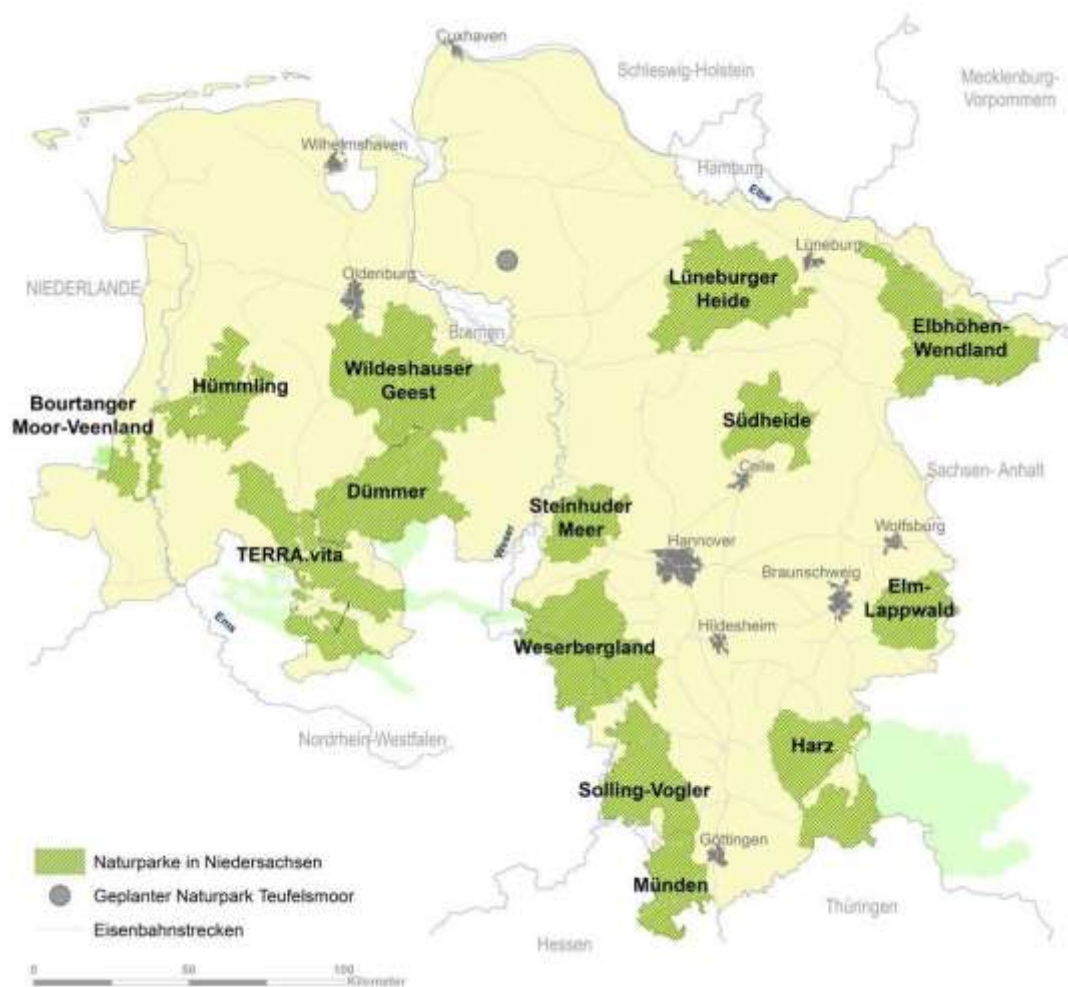 Cuxhaven
Schleswig-Holstein
Mecklenburg-
Vorpommern
Wilhelmshaven
Hamburg
Elbe
Lüneburg
Oldenburg
NIEDERLANDE
Lüneburger
Heide
Bremen
Elbhöhen-
Wendland
Wildeshauser
Geest
Hümmling
Bourtanger
Moor-Veenland
Südheide
Celle
Sachsen- Anhalt
Dümmer
Steinhuder
Meer
Weser
Wolfsburg
Hannover
TERRA.vita
Braunschweig
Elm-
Lappwald
Ems
Hildesheim
Weserbergland
Nordrhein-Westfalen
Harz
Solling-Vogler
Göttingen
Münden
Thüringen
Hessen
Naturparke in Niedersachsen
Geplanter Naturpark Teufelsmoor
Eisenbahnstrecken
0 50 100
Kilometer